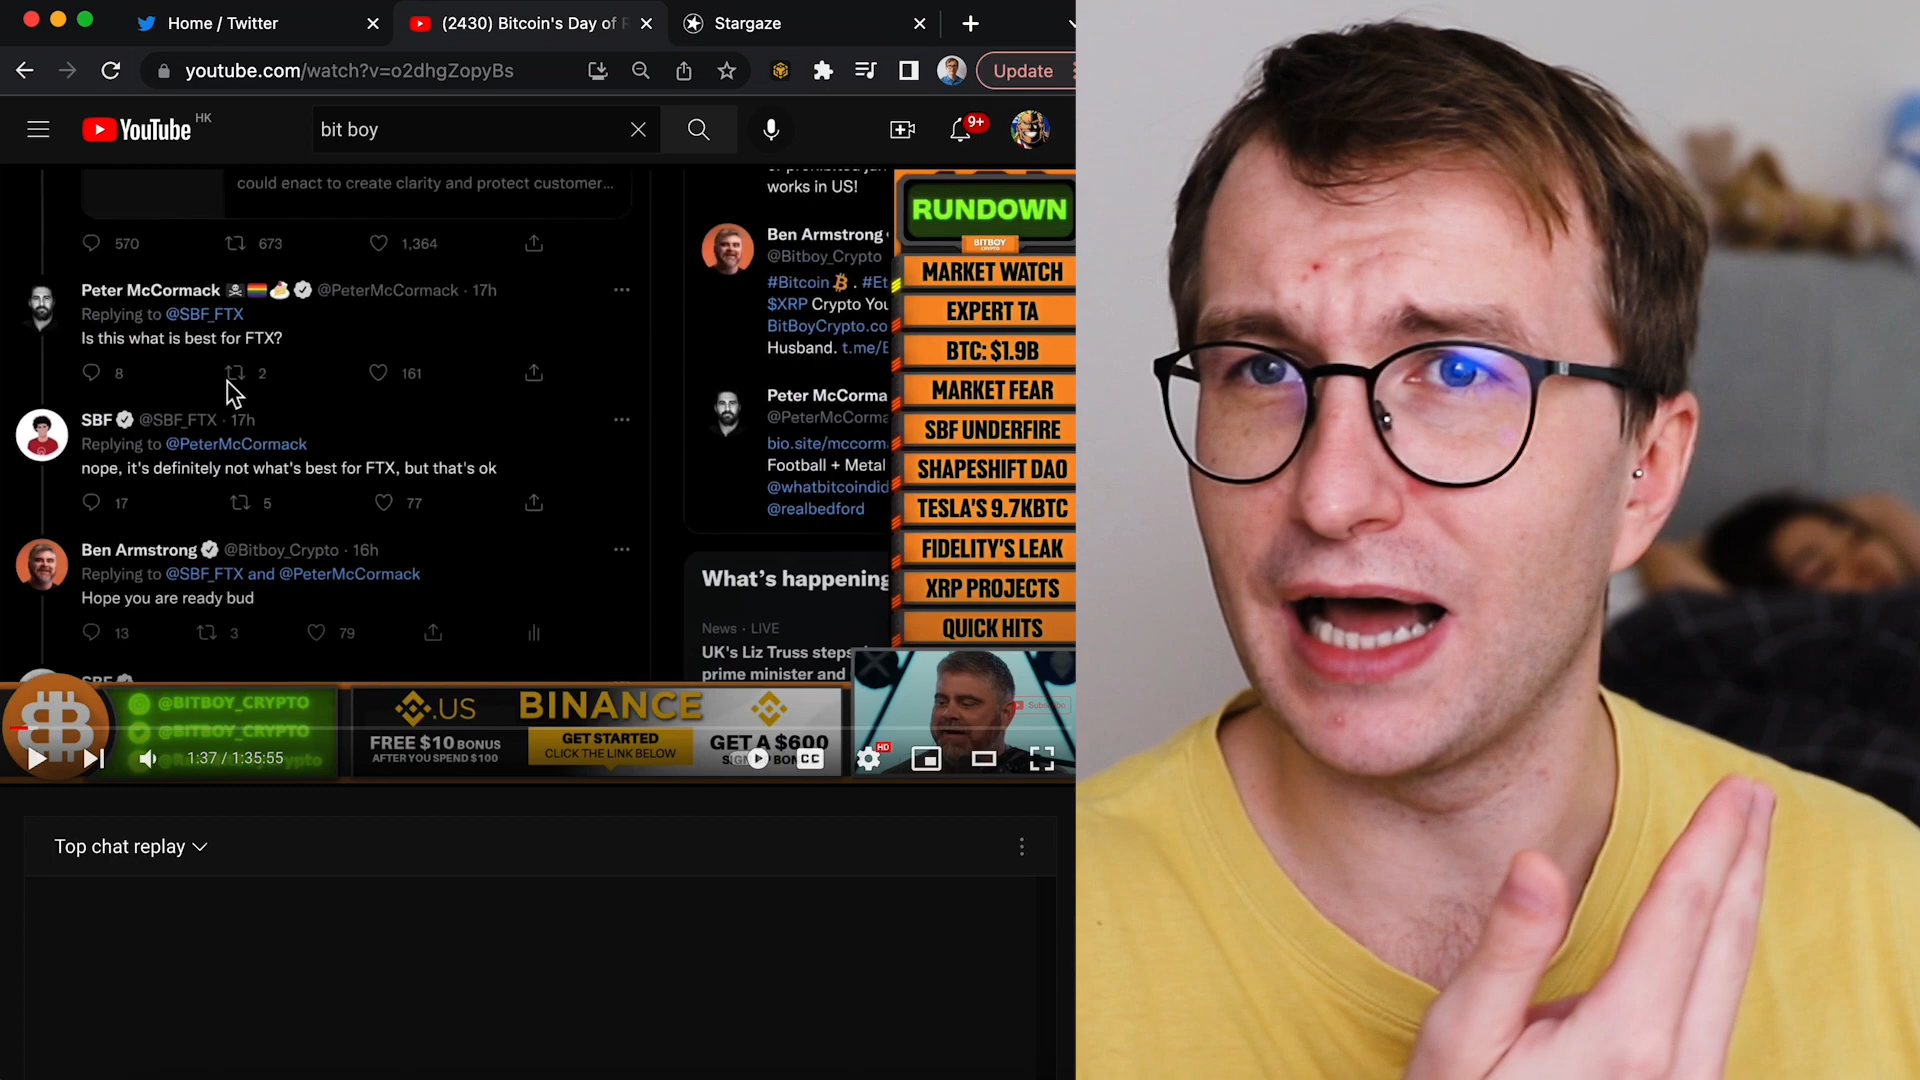 Home / Twitter
(2430) Bitcoin's Day of R
Stargaze
youtube.com/watch?v=o2dhgZopyBs
Update
YouTube HK
bit boy
9+
could enact to create clarity and protect customer...
570 673 1,364
Peter McCormack @PeterMcCormack · 17h
Replying to @SBF_FTX
Is this what is best for FTX?
8 2 161
SBF @SBF_FTX · 17h
Replying to @PeterMcCormack
nope, it's definitely not what's best for FTX, but that's ok
17 5 77
Ben Armstrong @Bitboy_Crypto · 16h
Replying to @SBF_FTX and @PeterMcCormack
Hope you are ready bud
13 3 79
works in US!
Ben Armstrong
@Bitboy_Crypto
#Bitcoin . #Et
$XRP Crypto You
BitBoyCrypto.co
Husband. t.me/B
Peter McCorma
@PeterMcCorma
bio.site/mccorm
Football + Metal
@whatbitcoindid
@realbedford
What's happening
News · LIVE
UK's Liz Truss steps
prime minister and
RUNDOWN
BITBOY
CRYPTO
MARKET WATCH
EXPERT TA
BTC: $1.9B
MARKET FEAR
SBF UNDERFIRE
SHAPESHIFT DAO
TESLA'S 9.7KBTC
FIDELITY'S LEAK
XRP PROJECTS
QUICK HITS
@BITBOY_CRYPTO
@BITBOY_CRYPTO
.US
FREE $10 BONUS
AFTER YOU SPEND $100
BINANCE
GET STARTED
CLICK THE LINK BELOW
GET A $600
1:37 / 1:35:55
CC
HD
Top chat replay